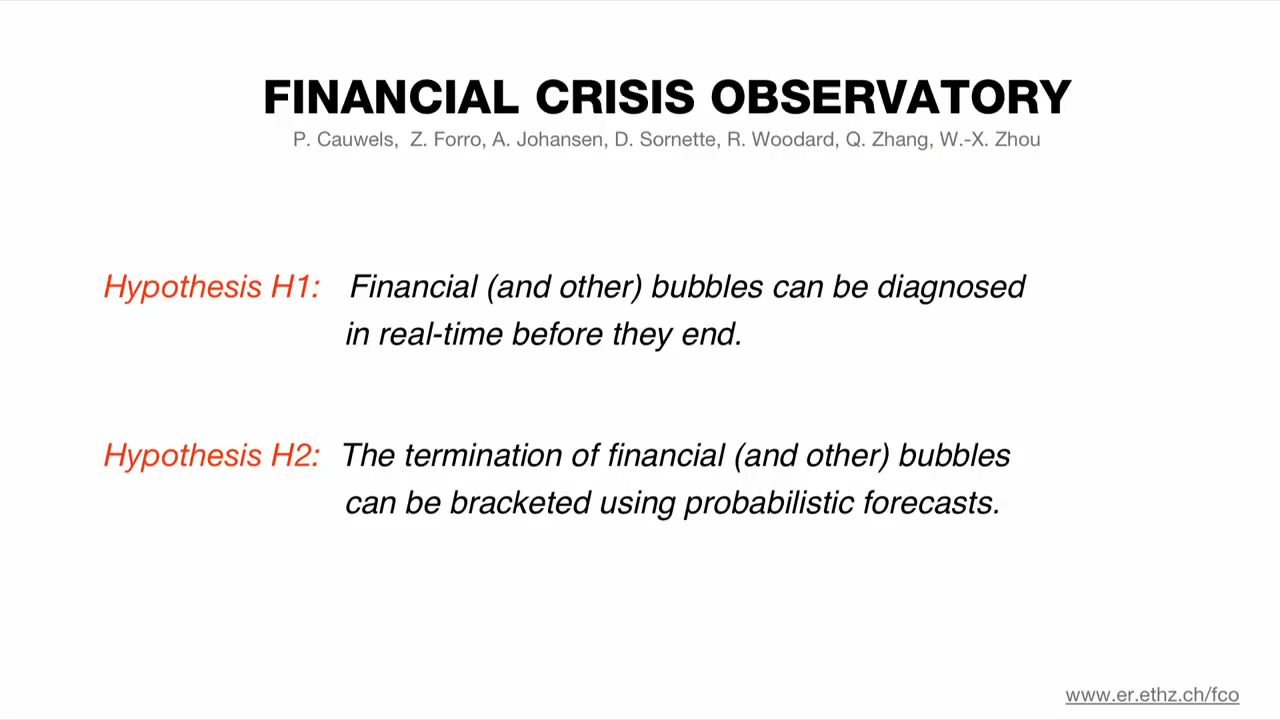 FINANCIAL CRISIS OBSERVATORY
P. Cauwels, Z. Forro, A. Johansen, D. Sornette, R. Woodard, Q. Zhang, W.-X. Zhou
Hypothesis H1: Financial (and other) bubbles can be diagnosed
in real-time before they end.
Hypothesis H2: The termination of financial (and other) bubbles
can be bracketed using probabilistic forecasts.
www.er.ethz.ch/fco